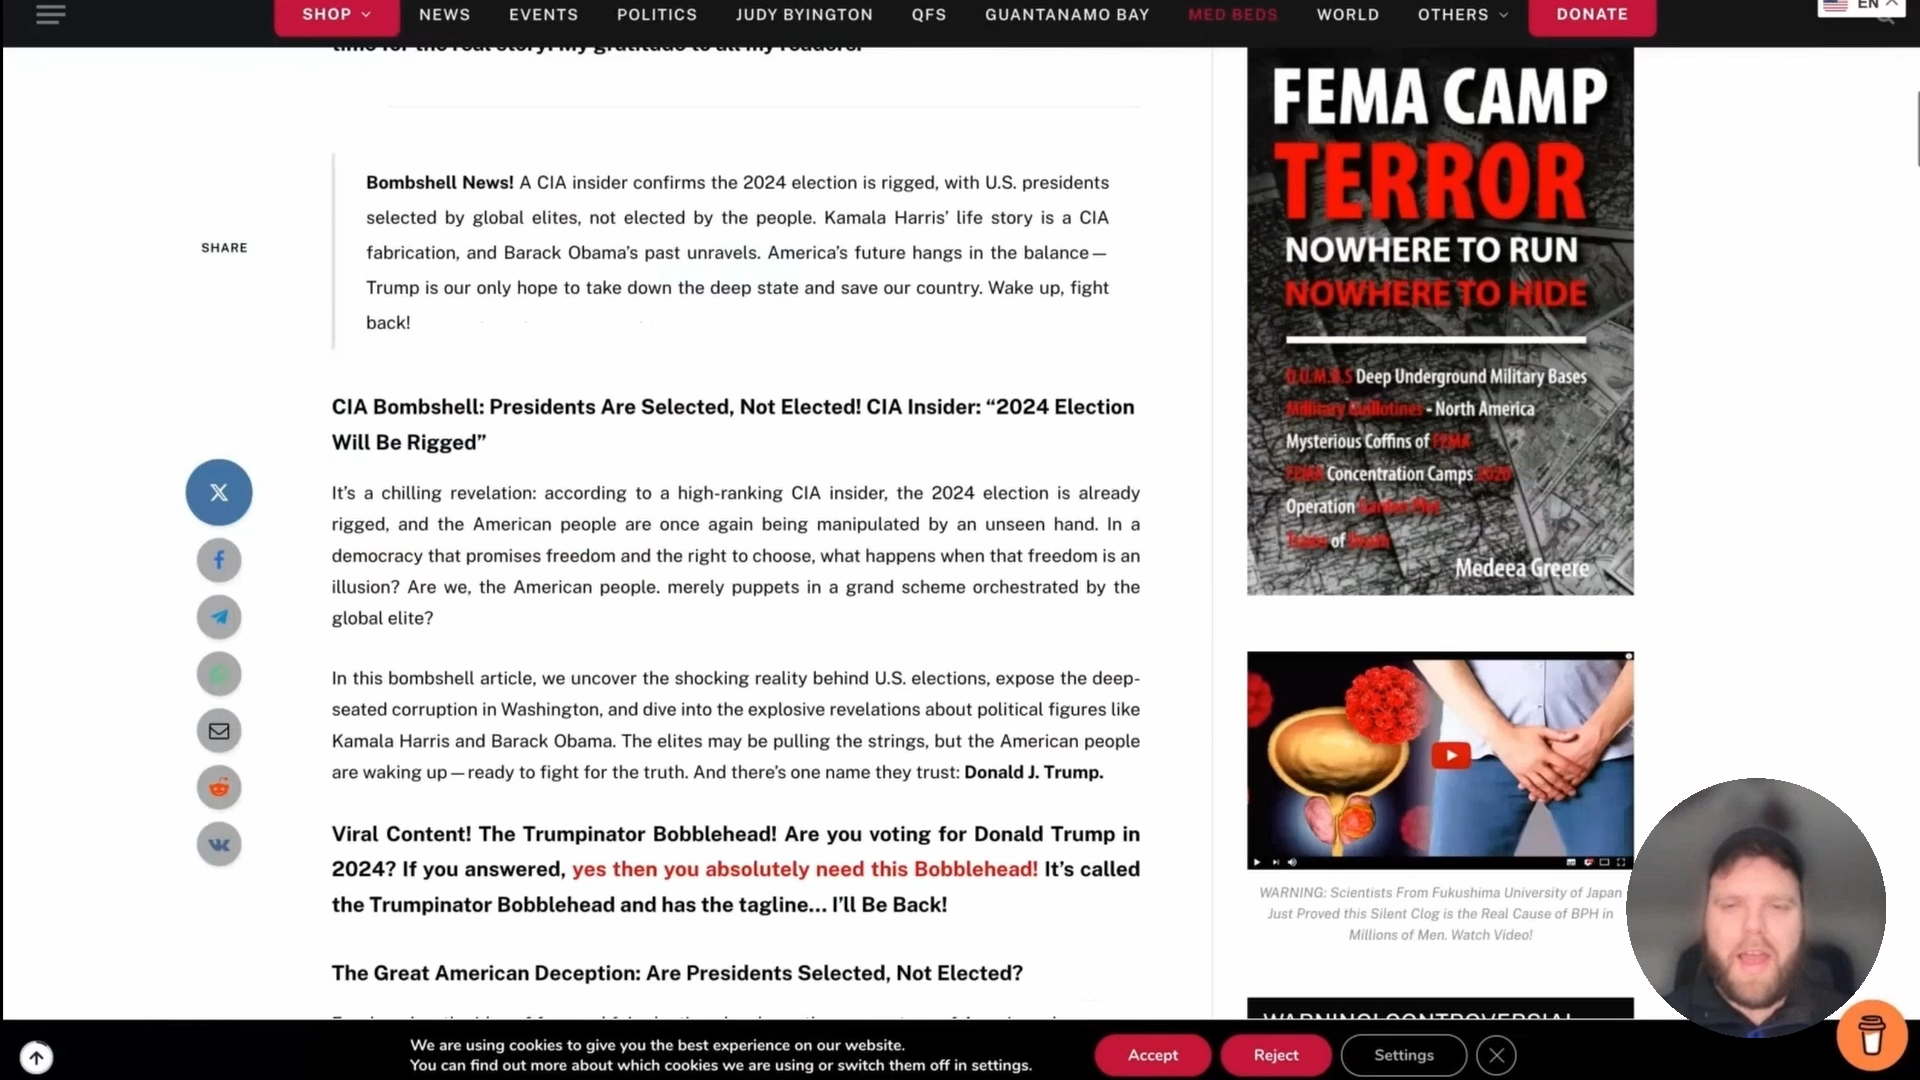 SHOP NEWS EVENTS POLITICS JUDY BYINGTON QFS GUANTANAMO BAY MED BEDS WORLD OTHERS DONATE EN
time for the real story. My gratitude to all my readers.
Bombshell News! A CIA insider confirms the 2024 election is rigged, with U.S. presidents
selected by global elites, not elected by the people. Kamala Harris’ life story is a CIA
fabrication, and Barack Obama’s past unravels. America’s future hangs in the balance—
Trump is our only hope to take down the deep state and save our country. Wake up, fight
back!
SHARE
CIA Bombshell: Presidents Are Selected, Not Elected! CIA Insider: “2024 Election
Will Be Rigged”
It’s a chilling revelation: according to a high-ranking CIA insider, the 2024 election is already
rigged, and the American people are once again being manipulated by an unseen hand. In a
democracy that promises freedom and the right to choose, what happens when that freedom is an
illusion? Are we, the American people. merely puppets in a grand scheme orchestrated by the
global elite?
In this bombshell article, we uncover the shocking reality behind U.S. elections, expose the deep-
seated corruption in Washington, and dive into the explosive revelations about political figures like
Kamala Harris and Barack Obama. The elites may be pulling the strings, but the American people
are waking up—ready to fight for the truth. And there’s one name they trust: Donald J. Trump.
Viral Content! The Trumpinator Bobblehead! Are you voting for Donald Trump in
2024? If you answered, yes then you absolutely need this Bobblehead! It’s called
the Trumpinator Bobblehead and has the tagline… I’ll Be Back!
The Great American Deception: Are Presidents Selected, Not Elected?
FEMA CAMP
TERROR
NOWHERE TO RUN
NOWHERE TO HIDE
D.U.M.B.S Deep Underground Military Bases
Military Guillotines - North America
Mysterious Coffins of FEMA
FEMA Concentration Camps 2020
Operation
of
Medeea Greere
WARNING: Scientists From Fukushima University of Japan
Just Proved this Silent Clog is the Real Cause of BPH in
Millions of Men. Watch Video!
WARNING! CONTROVERSIAL
We are using cookies to give you the best experience on our website.
You can find out more about which cookies we are using or switch them off in settings.
Accept Reject Settings